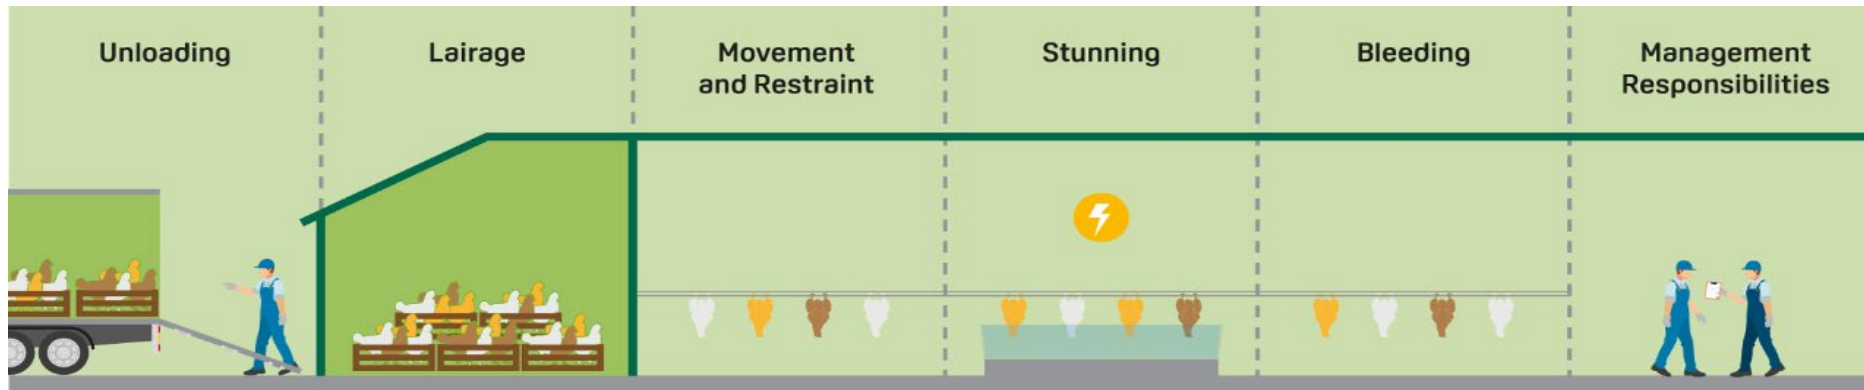 Unloading
Lairage
Movement
and Restraint
Stunning
Bleeding
Management
Responsibilities